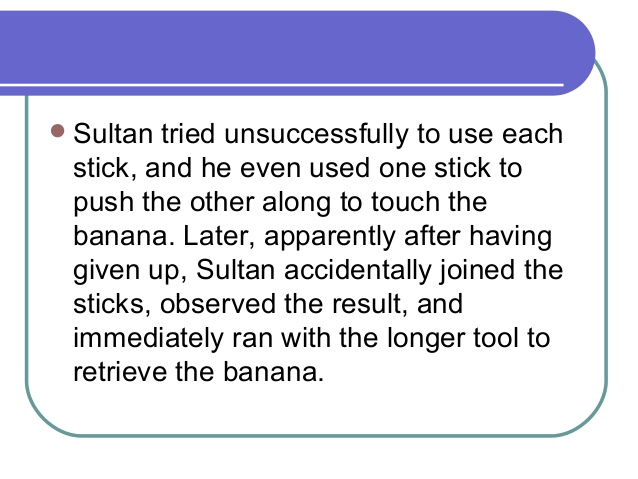 Sultan tried unsuccessfully to use each
stick, and he even used one stick to
push the other along to touch the
banana. Later, apparently after having
given up, Sultan accidentally joined the
sticks, observed the result, and
immediately ran with the longer tool to
retrieve the banana.